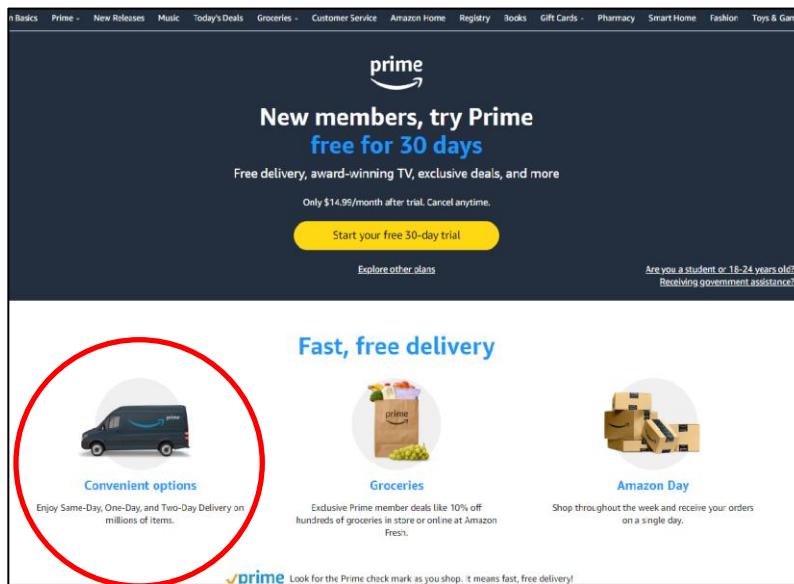 n Basics Prime New Releases Music Today's Deals Groceries Customer Service Amazon Home Registry Books Gift Cards Pharmacy Smart Home Fashion Toys & Gam
prime
New members, try Prime
free for 30 days
Free delivery, award-winning TV, exclusive deals, and more
Only $14.99/month after trial. Cancel anytime.
Start your free 30-day trial
Explore other plans
Are you a student or 18-24 years old?
Receiving government assistance?
Fast, free delivery
prime
prime
Convenient options
Groceries
Amazon Day
Enjoy Same-Day, One-Day, and Two-Day Delivery on
millions of items.
Exclusive Prime member deals like 10% off
hundreds of groceries in store or online at Amazon
Fresh.
Shop throughout the week and receive your orders
on a single day.
prime Look for the Prime check mark as you shop. It means fast, free delivery!